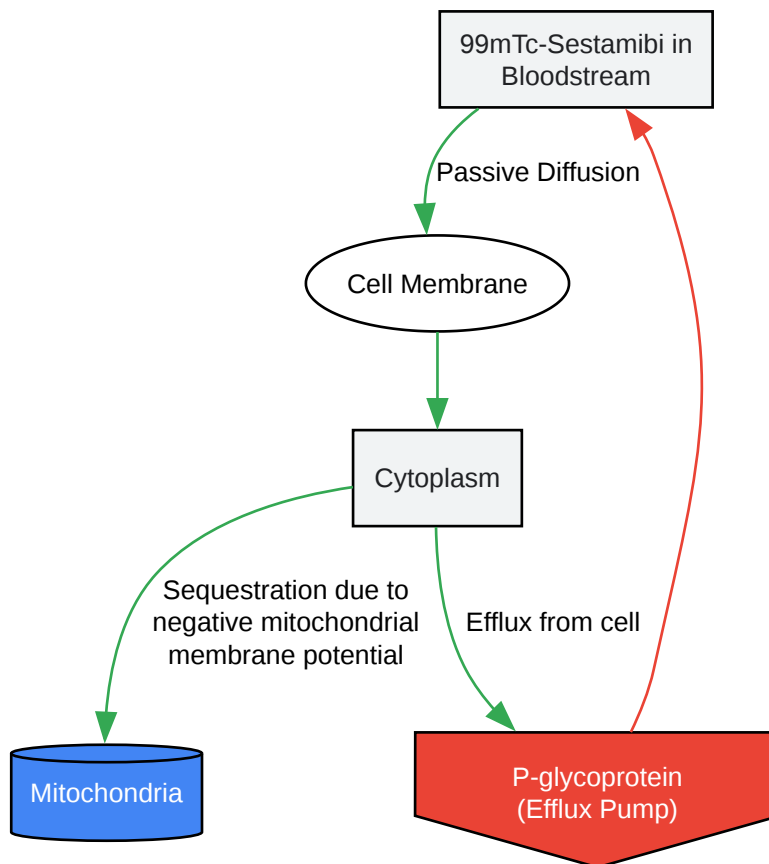 99mTc-Sestamibi in
Bloodstream
Passive Diffusion
Cell Membrane
Cytoplasm
Sequestration due to
negative mitochondrial
membrane potential
Efflux from cell
Mitochondria
P-glycoprotein
(Efflux Pump)